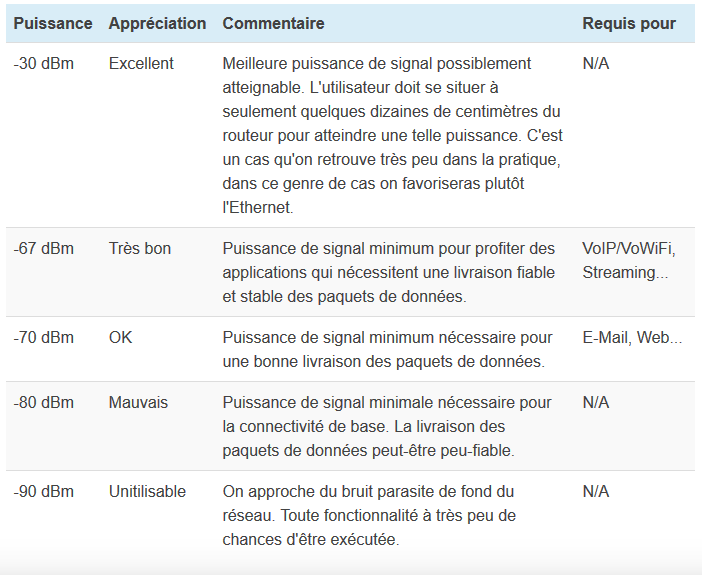 Puissance Appréciation Commentaire Requis pour
-30 dBm Excellent Meilleure puissance de signal possiblement N/A
atteignable. L'utilisateur doit se situer à
seulement quelques dizaines de centimètres du
routeur pour atteindre une telle puissance. C'est
un cas qu'on retrouve très peu dans la pratique,
dans ce genre de cas on favoriseras plutôt
l'Ethernet.
-67 dBm Très bon Puissance de signal minimum pour profiter des VoIP/VoWiFi,
applications qui nécessitent une livraison fiable Streaming...
et stable des paquets de données.
-70 dBm OK Puissance de signal minimum nécessaire pour E-Mail, Web...
une bonne livraison des paquets de données.
-80 dBm Mauvais Puissance de signal minimale nécessaire pour N/A
la connectivité de base. La livraison des
paquets de données peut-être peu-fiable.
-90 dBm Unitilisable On approche du bruit parasite de fond du N/A
réseau. Toute fonctionnalité à très peu de
chances d'être exécutée.